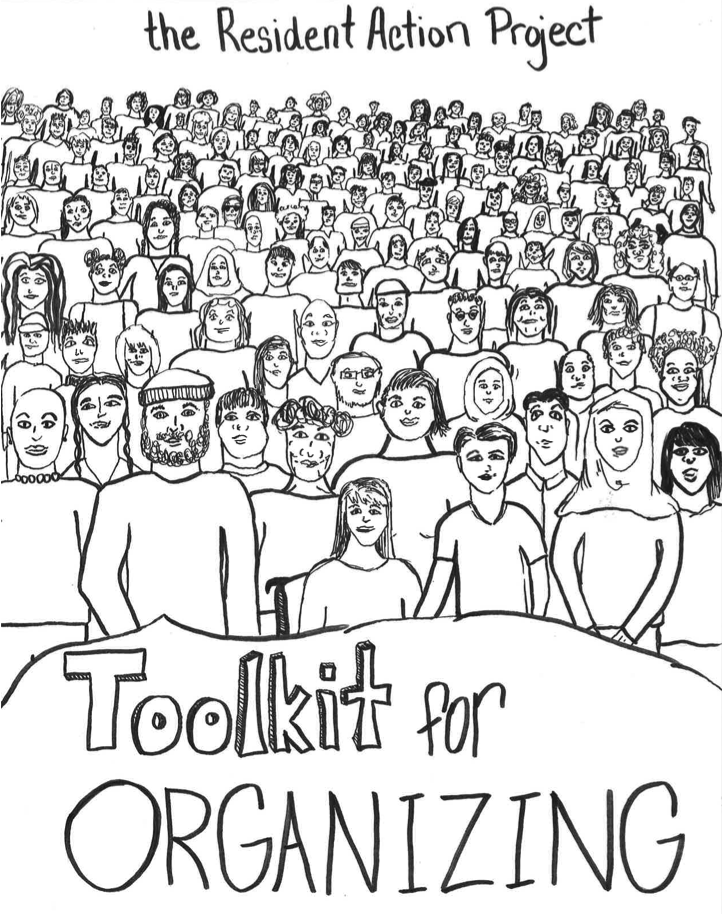 the Resident Action Project
Toolkit for
ORGANIZING